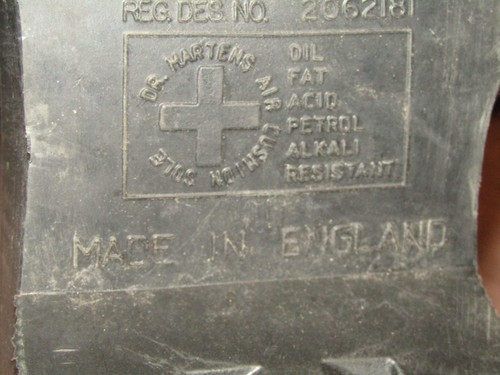 REG. DES. NO. 2062181
DR. MARTENS AIR CUSHION SOLE
OIL
FAT
ACID
PETROL
ALKALI
RESISTANT
MADE IN ENGLAND